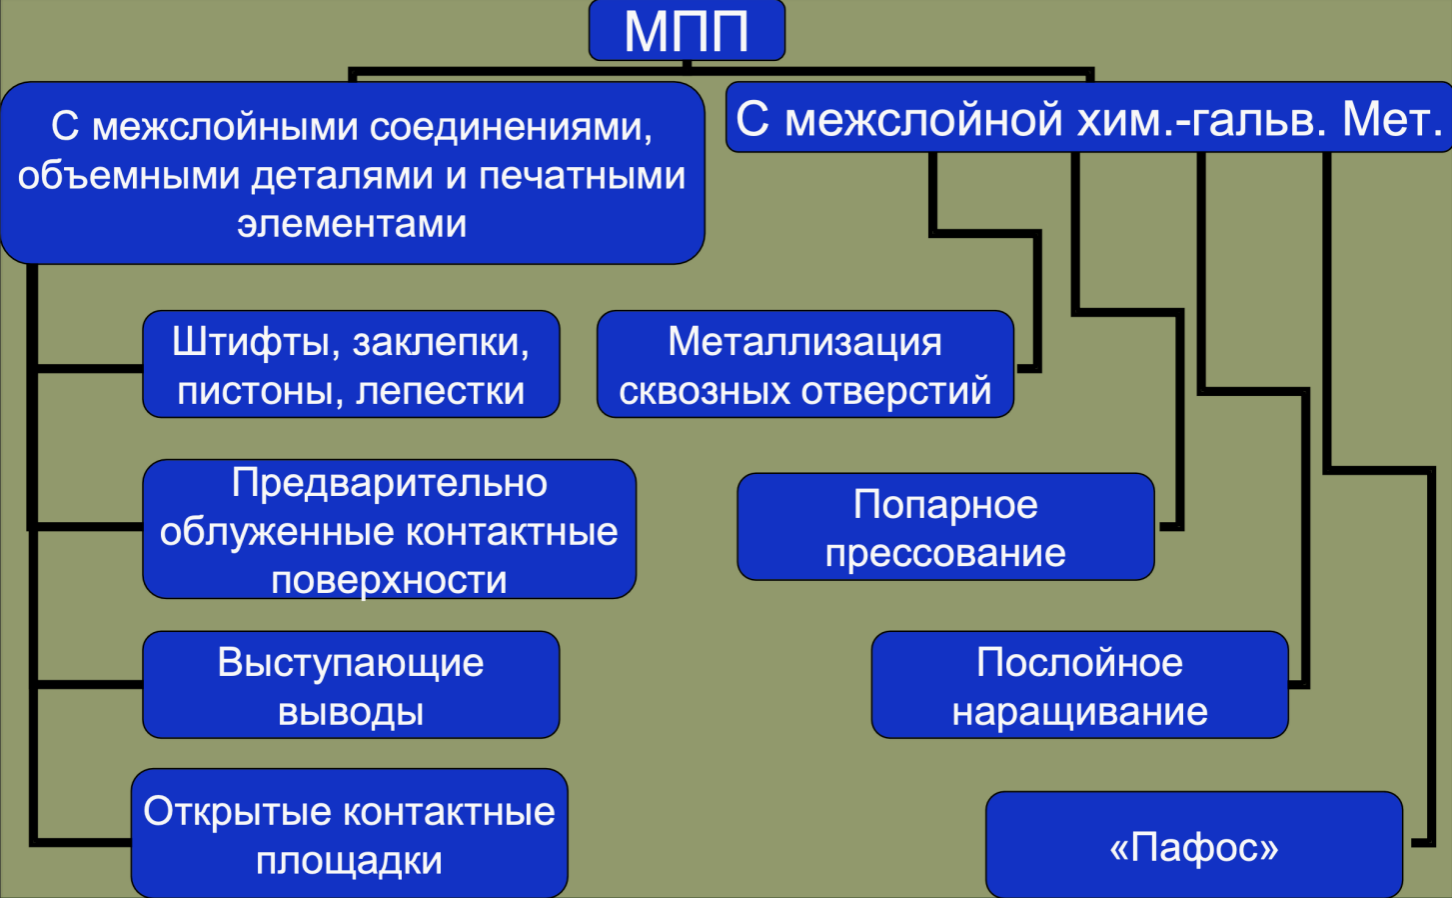 МПП
С межслойными соединениями,
объемными деталями и печатными
элементами
С межслойной хим.-гальв. Мет.
Штифты, заклепки,
пистоны, лепестки
Предварительно
облуженные контактные
поверхности
Выступающие
выводы
Открытые контактные
площадки
Металлизация
сквозных отверстий
Попарное
прессование
Послойное
наращивание
«Пафос»